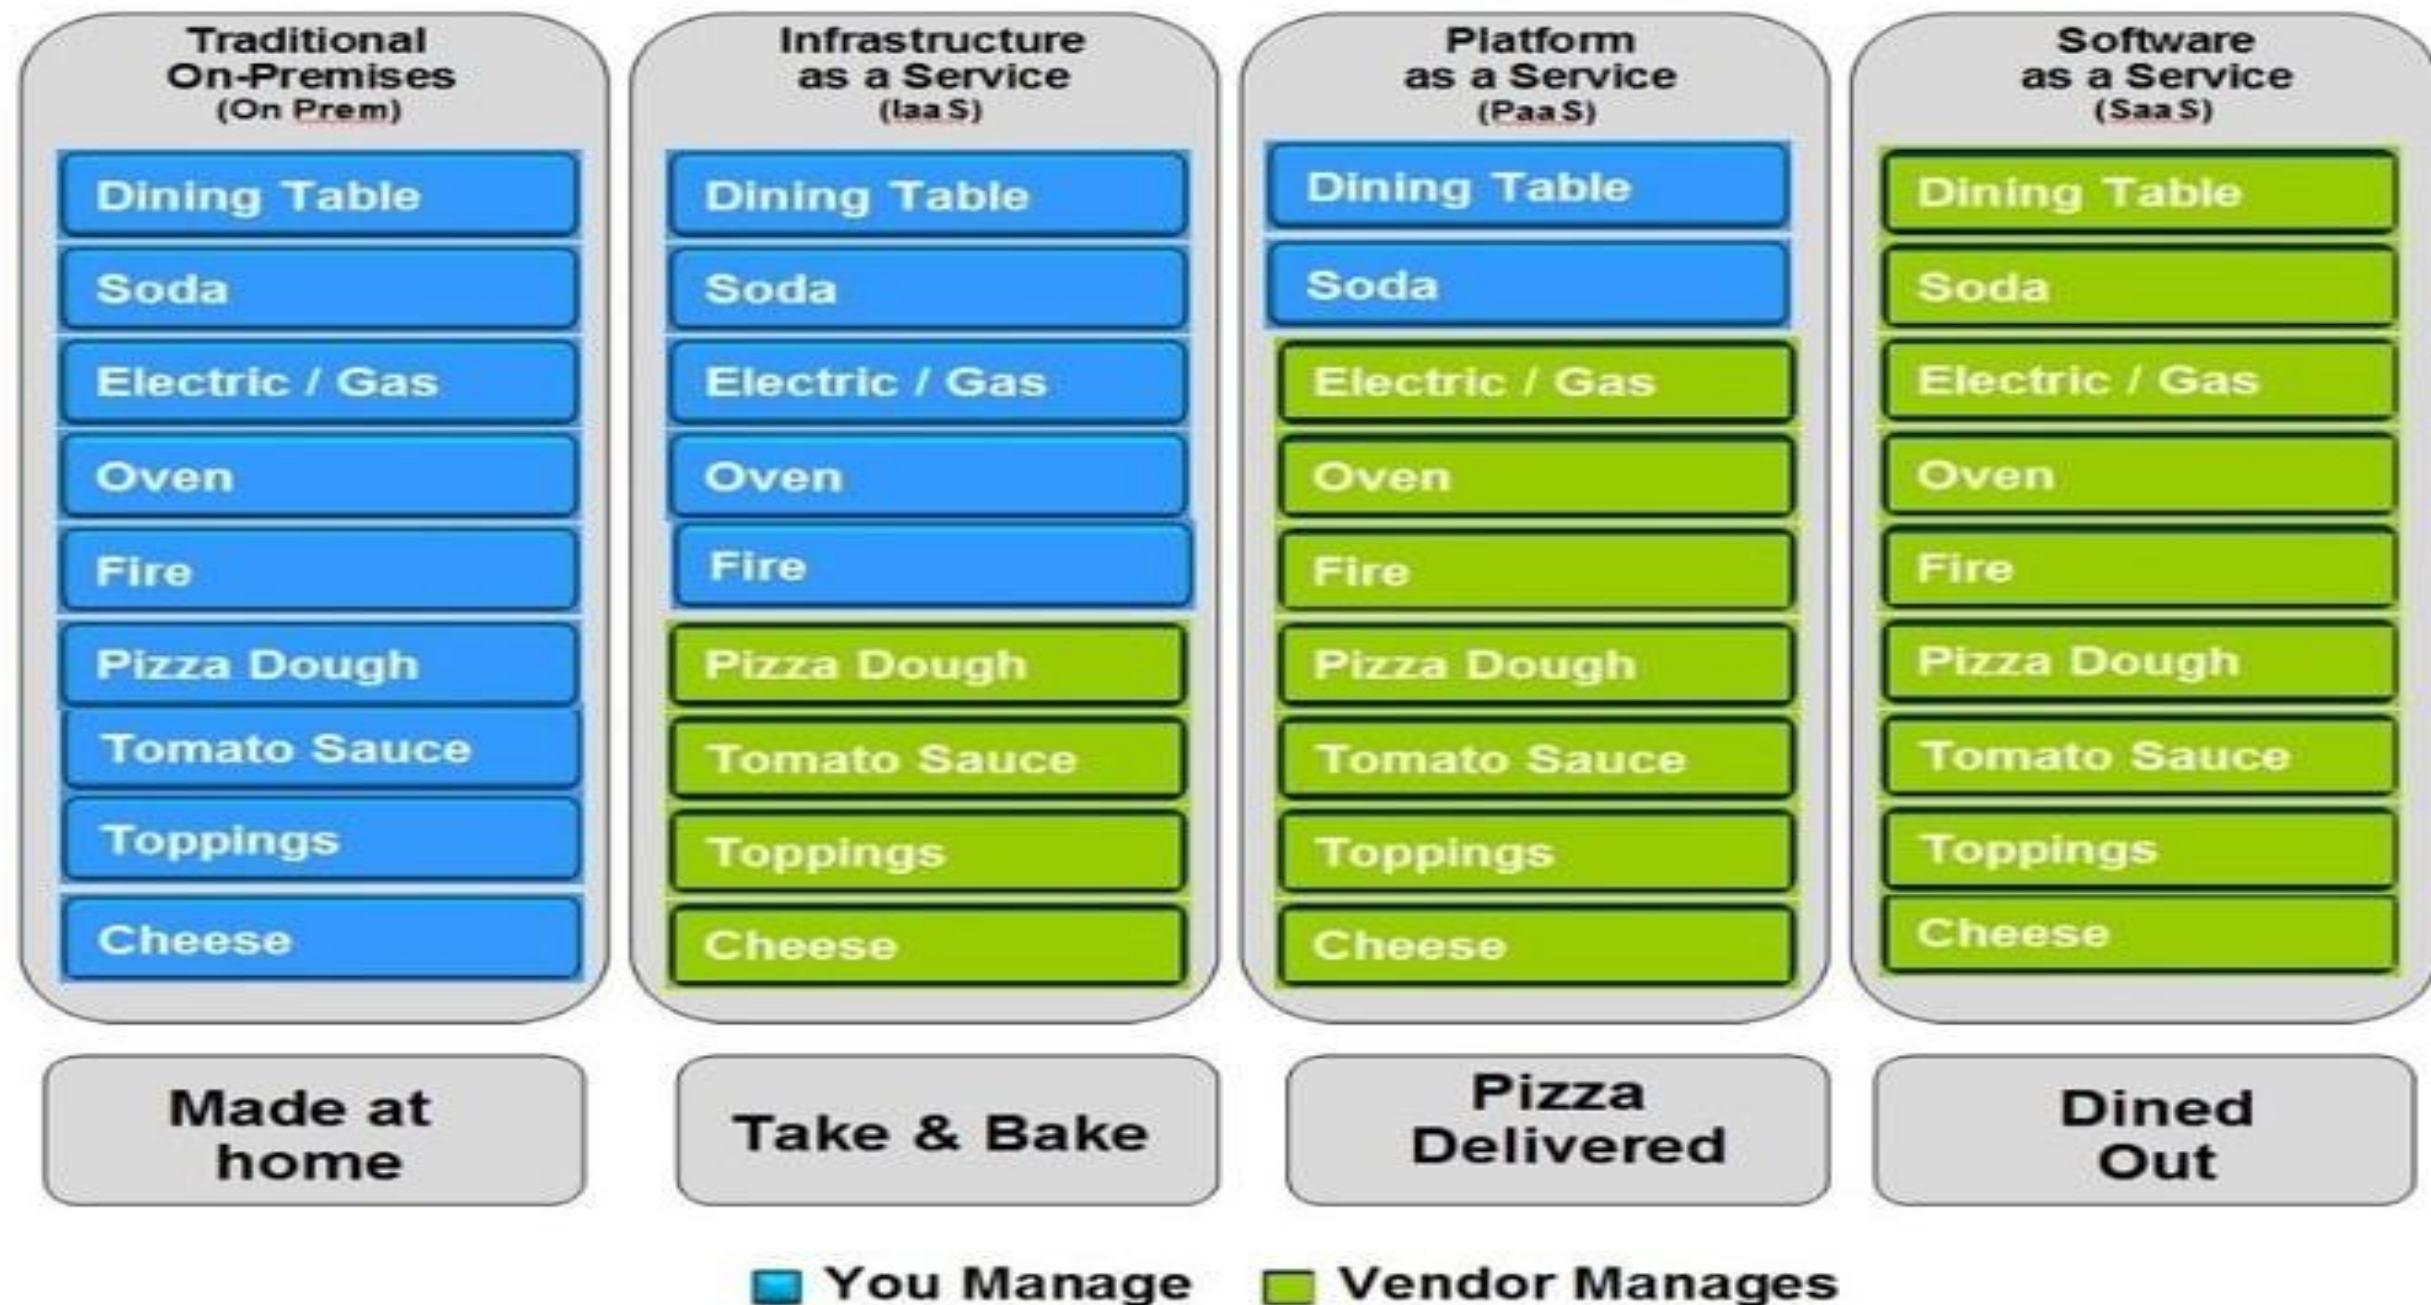 Traditional
On-Premises
(On Prem)
Dining Table
Soda
Electric / Gas
Oven
Fire
Pizza Dough
Tomato Sauce
Toppings
Cheese
Made at
home
Infrastructure
as a Service
(IaaS)
Dining Table
Soda
Electric / Gas
Oven
Fire
Pizza Dough
Tomato Sauce
Toppings
Cheese
Take & Bake
Platform
as a Service
(PaaS)
Dining Table
Soda
Electric / Gas
Oven
Fire
Pizza Dough
Tomato Sauce
Toppings
Cheese
Pizza
Delivered
Software
as a Service
(SaaS)
Dining Table
Soda
Electric / Gas
Oven
Fire
Pizza Dough
Tomato Sauce
Toppings
Cheese
Dined
Out
You Manage
Vendor Manages